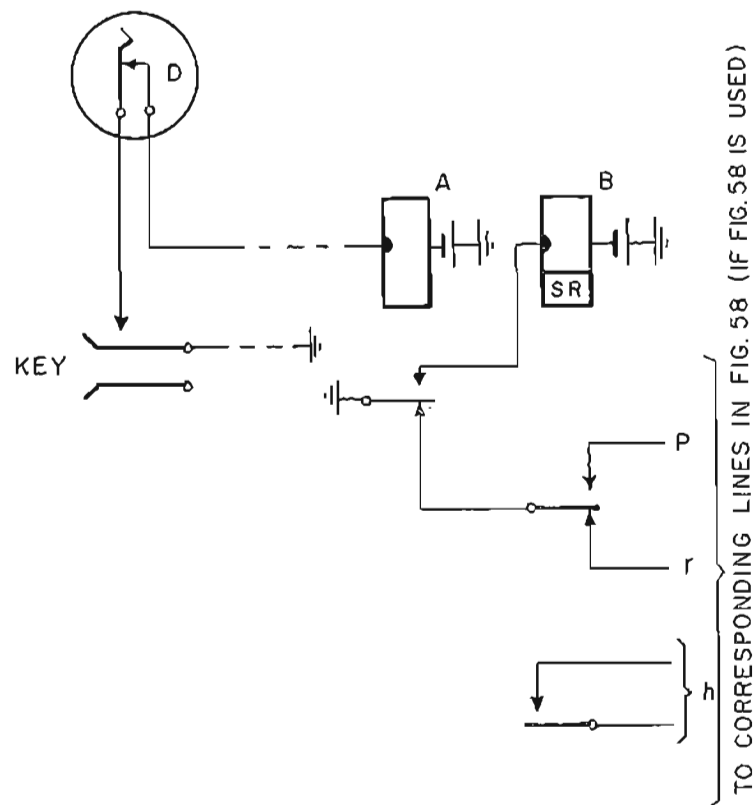 D
A
B
SR
KEY
P
r
h
TO CORRESPONDING LINES IN FIG. 58 (IF FIG. 58 IS USED)